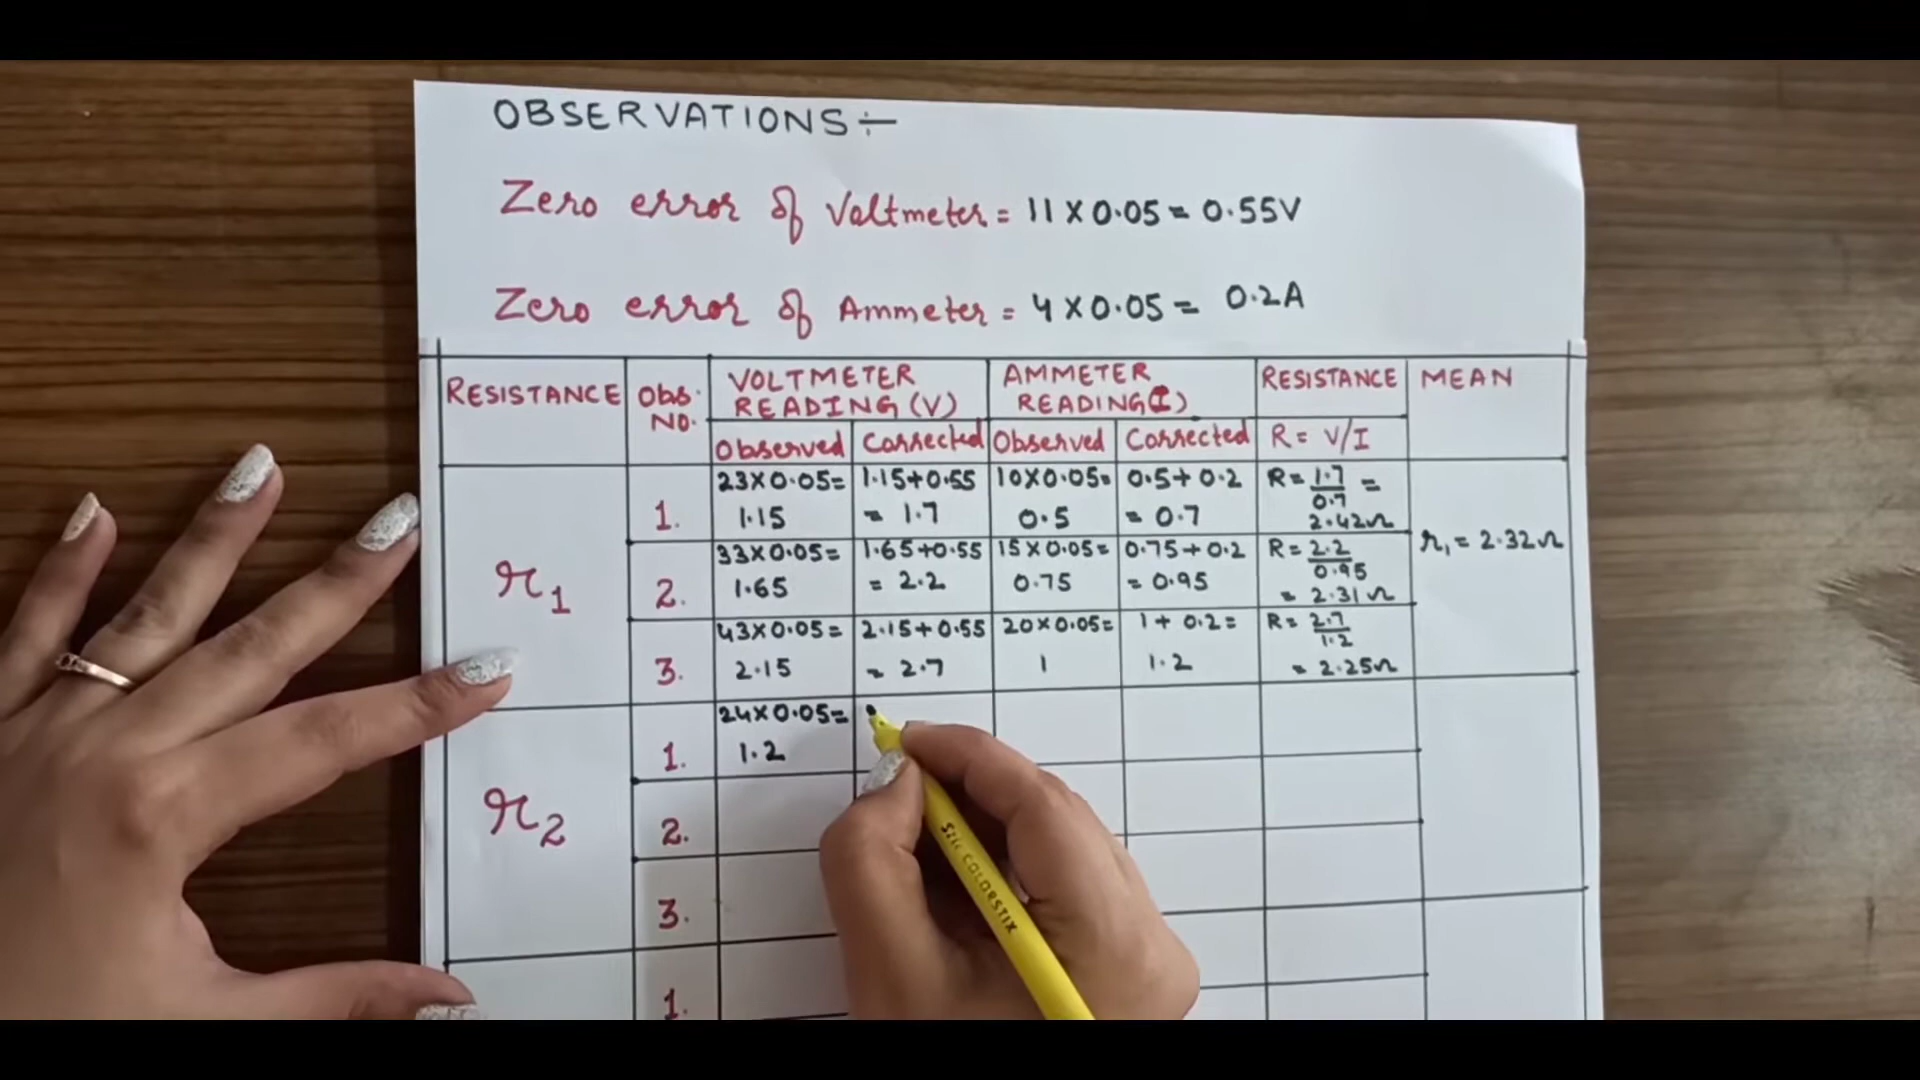 OBSERVATIONS ÷
Zero error of Voltmeter = 11 X 0.05 = 0.55V
Zero error of Ammeter = 4 X 0.05 = 0.2A
RESISTANCE
Obs. NO.
VOLTMETER READING (V)
AMMETER READING(I)
RESISTANCE
MEAN
Observed
Corrected
Observed
Corrected
R = V/I
r1
1.
23X0.05=
1.15
1.15+0.55
= 1.7
10X0.05=
0.5
0.5+0.2
= 0.7
R = 1.7/0.7 =
2.42Ω
2.
33X0.05=
1.65
1.65+0.55
= 2.2
15X0.05=
0.75
0.75+0.2
= 0.95
R = 2.2/0.95
= 2.31Ω
r1 = 2.32Ω
3.
43X0.05=
2.15
2.15+0.55
= 2.7
20X0.05=
1
1+0.2=
1.2
R = 2.7/1.2
= 2.25Ω
r2
1.
24X0.05=
1.2
2.
3.
1.
COLORSTIX